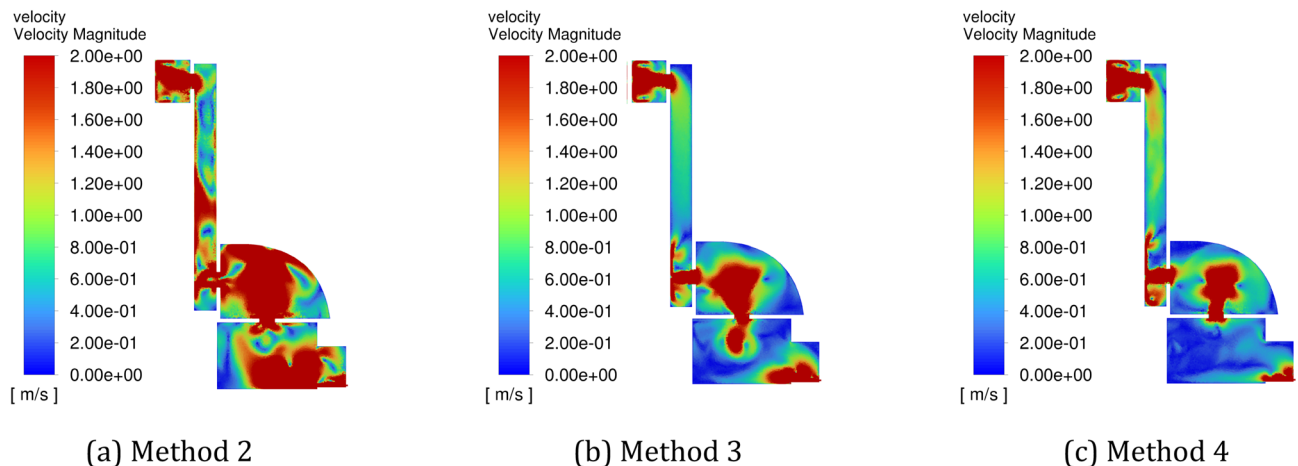 velocity
Velocity Magnitude
2.00e+00
1.80e+00
1.60e+00
1.40e+00
1.20e+00
1.00e+00
8.00e-01
6.00e-01
4.00e-01
2.00e-01
0.00e+00
[ m/s ]
(a) Method 2
velocity
Velocity Magnitude
2.00e+00
1.80e+00
1.60e+00
1.40e+00
1.20e+00
1.00e+00
8.00e-01
6.00e-01
4.00e-01
2.00e-01
0.00e+00
[ m/s ]
(b) Method 3
velocity
Velocity Magnitude
2.00e+00
1.80e+00
1.60e+00
1.40e+00
1.20e+00
1.00e+00
8.00e-01
6.00e-01
4.00e-01
2.00e-01
0.00e+00
[ m/s ]
(c) Method 4